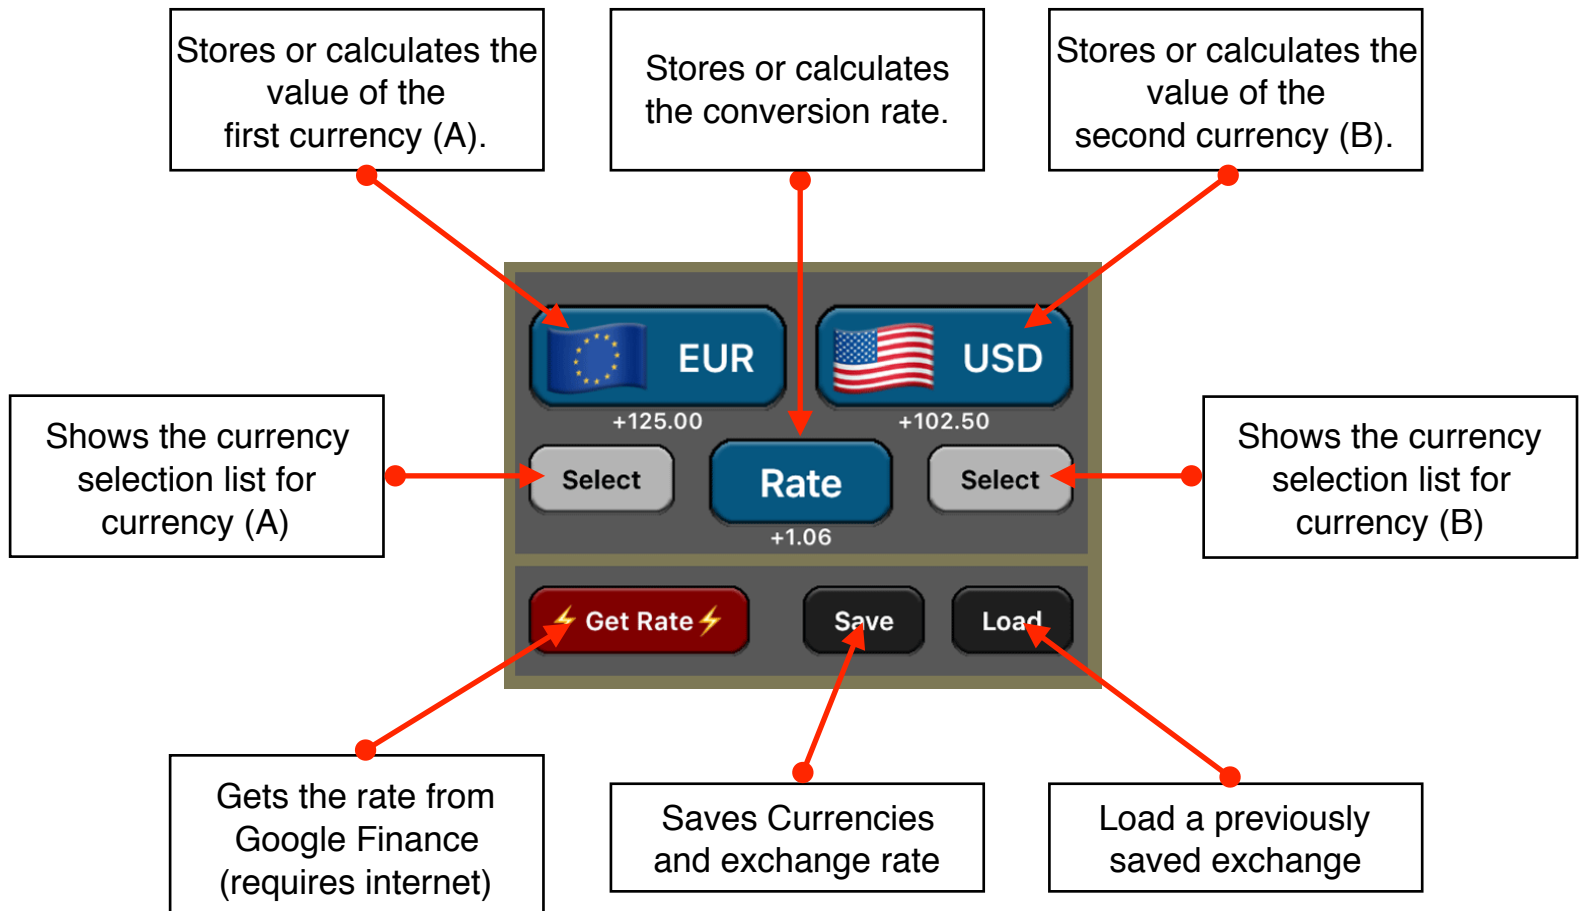 Stores or calculates the
value of the
first currency (A).
Stores or calculates
the conversion rate.
Stores or calculates the
value of the
second currency (B).
EUR
USD
+125.00
+102.50
Shows the currency
selection list for
currency (A)
Select
Rate
Select
+1.06
Shows the currency
selection list for
currency (B)
⚡Get Rate⚡
Save
Load
Gets the rate from
Google Finance
(requires internet)
Saves Currencies
and exchange rate
Load a previously
saved exchange